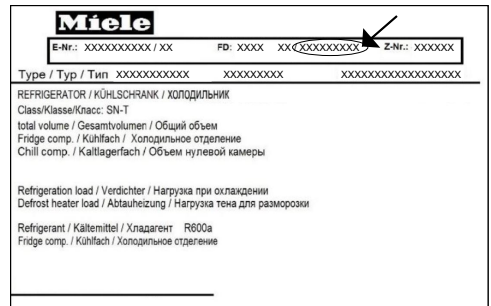 Miele
E-Nr.: XXXXXXXXXX / XX FD: XXXX XX XXXXXXXXX Z-Nr.: XXXXXX
Type / Typ / Тип XXXXXXXXXXX XXXXXXXXX XXXXXXXXXXXXXXXXXX
REFRIGERATOR / KÜHLSCHRANK / ХОЛОДИЛЬНИК
Class/Klasse/Класс: SN-T
total volume / Gesamtvolumen / Общий объем
Fridge comp. / Kühlfach / Холодильное отделение
Chill comp. / Kaltlagerfach / Объем нулевой камеры
Refrigeration load / Verdichter / Нагрузка при охлаждении
Defrost heater load / Abtauheizung / Нагрузка тена для разморозки
Refrigerant / Kältemittel / Хладагент R600a
Fridge comp. / Kühlfach / Холодильное отделение